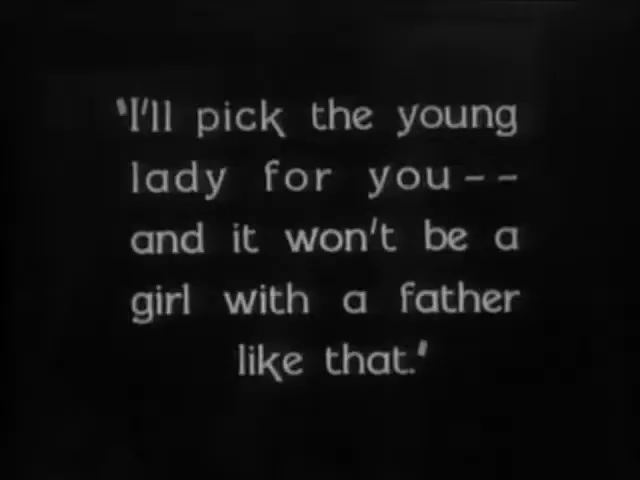 "I'll pick the young
lady for you--
and it won't be a
girl with a father
like that."